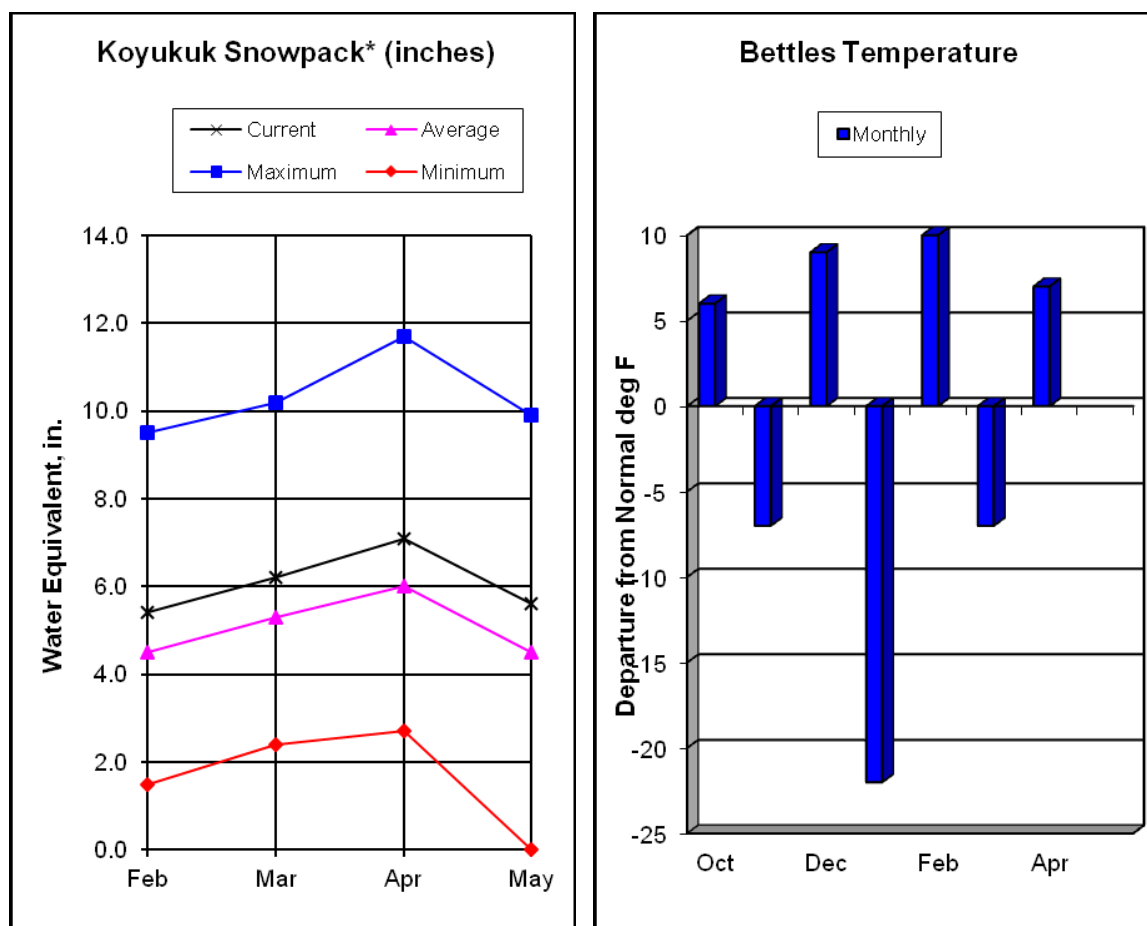 Koyukuk Snowpack* (inches)
Current Average
Maximum Minimum
14.0
12.0
10.0
8.0
6.0
4.0
2.0
0.0
Water Equivalent, in.
Feb Mar Apr May
Bettles Temperature
Monthly
10
5
0
-5
-10
-15
-20
-25
Departure from Normal deg F
Oct Dec Feb Apr